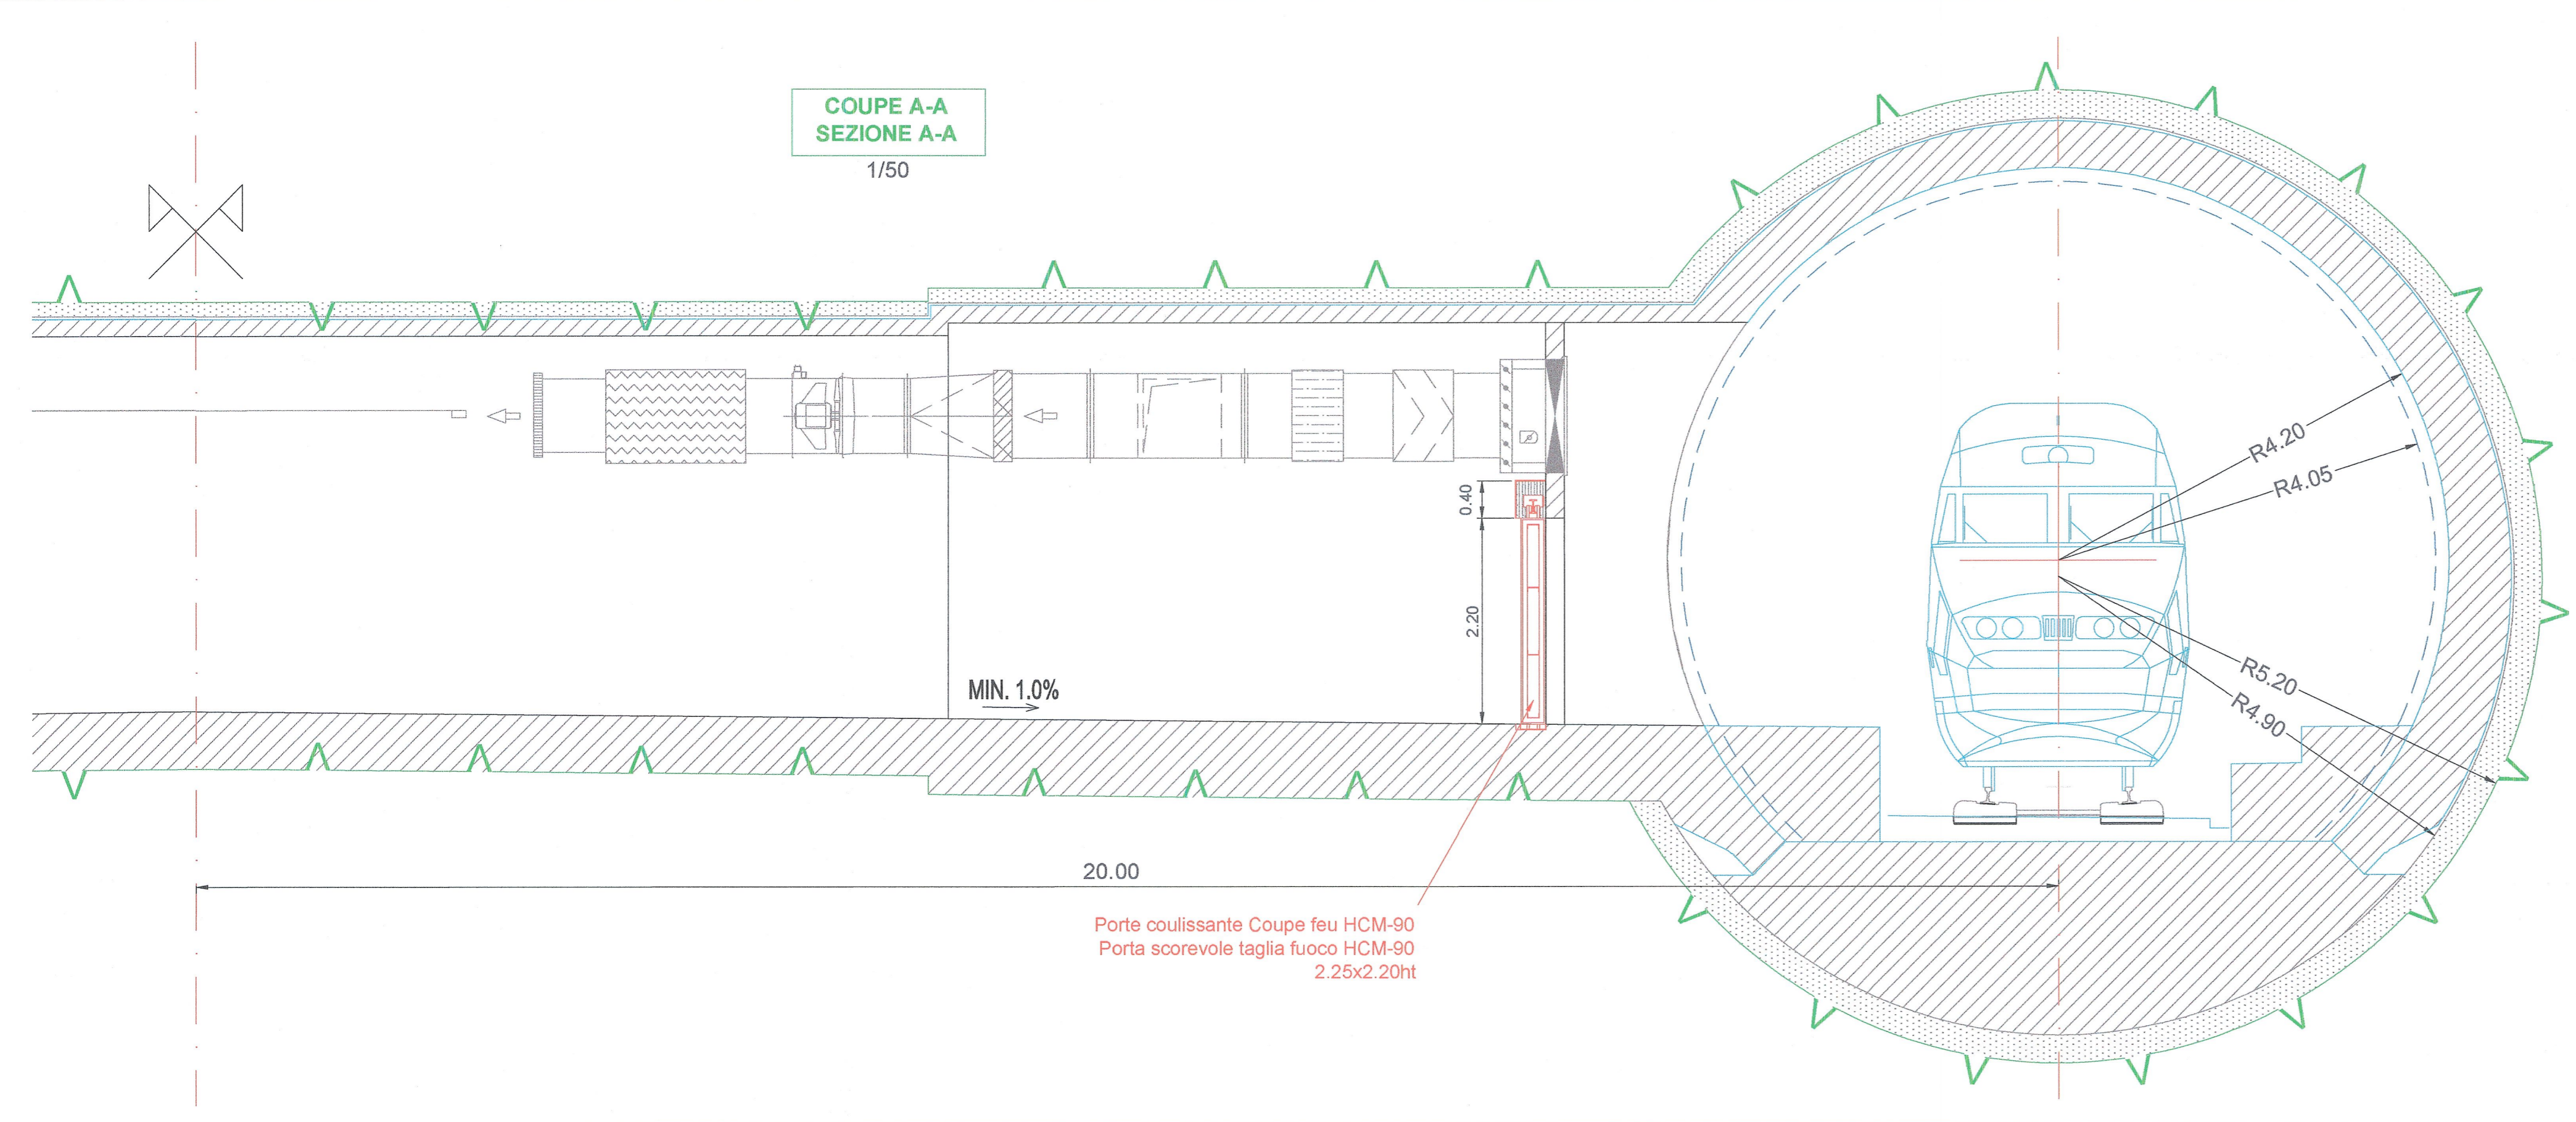 COUPE A-A
SEZIONE A-A
1/50
R4.20
R4.05
0.40
2.20
R5.20
R4.90
MIN. 1.0%
20.00
Porte coulissante Coupe feu HCM-90
Porta scorevole taglia fuoco HCM-90
2.25x2.20ht